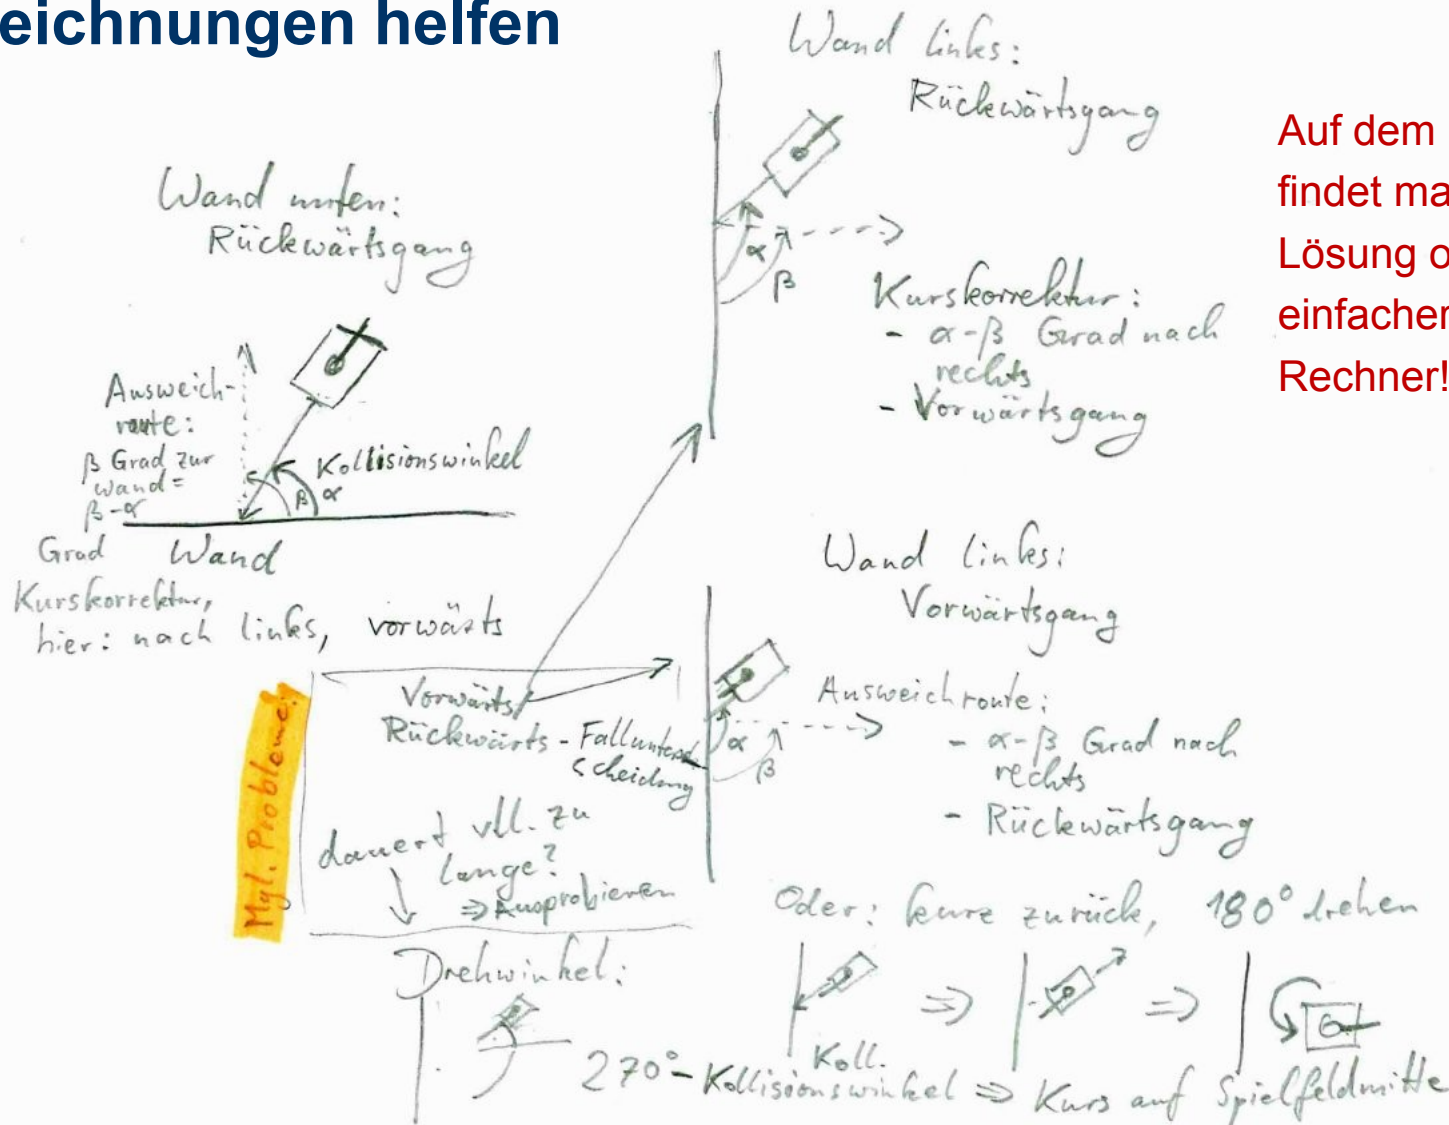 eichnungen helfen
Wand links:
Rückwärtsgang
Auf dem
findet ma
Lösung o
einfacher
Rechner!
Wand unten:
Rückwärtsgang
α
β
Kurskorrektur:
- α-β Grad nach
rechts
- Vorwärtsgang
Ausweich-
route:
β Grad zur
wand =
β-α
Grad
Kurskorrektur,
hier: nach links, vorwärts
Kollisionswinkel
β α
Wand
Wand links:
Vorwärtsgang
α
β
Ausweichroute:
- α-β Grad nach
rechts
- Rückwärtsgang
Mgl. Probleme:
Vorwärts/
Rückwärts - Fallunter
scheidung
dauert vll. zu
lange?
⇒ Ausprobieren
Oder: kurz zurück, 180° drehen
Drehwinkel:
⇒ ⇒
Koll.
270° - Kollisionswinkel ⇒ Kurs auf Spielfeldmitte